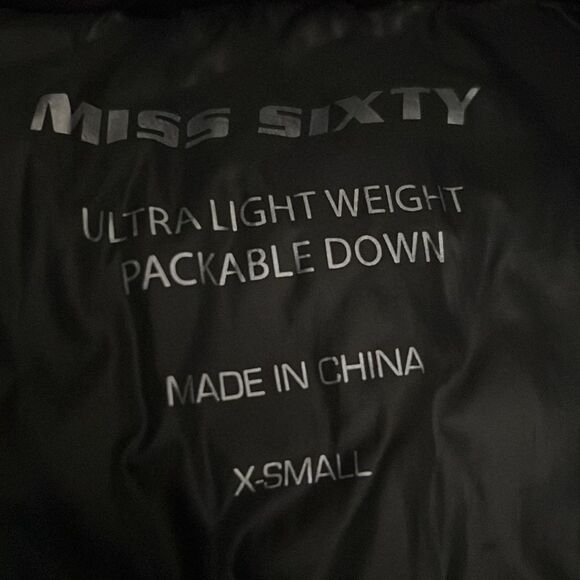 MISS SIXTY
ULTRA LIGHT WEIGHT
PACKABLE DOWN
MADE IN CHINA
X-SMALL